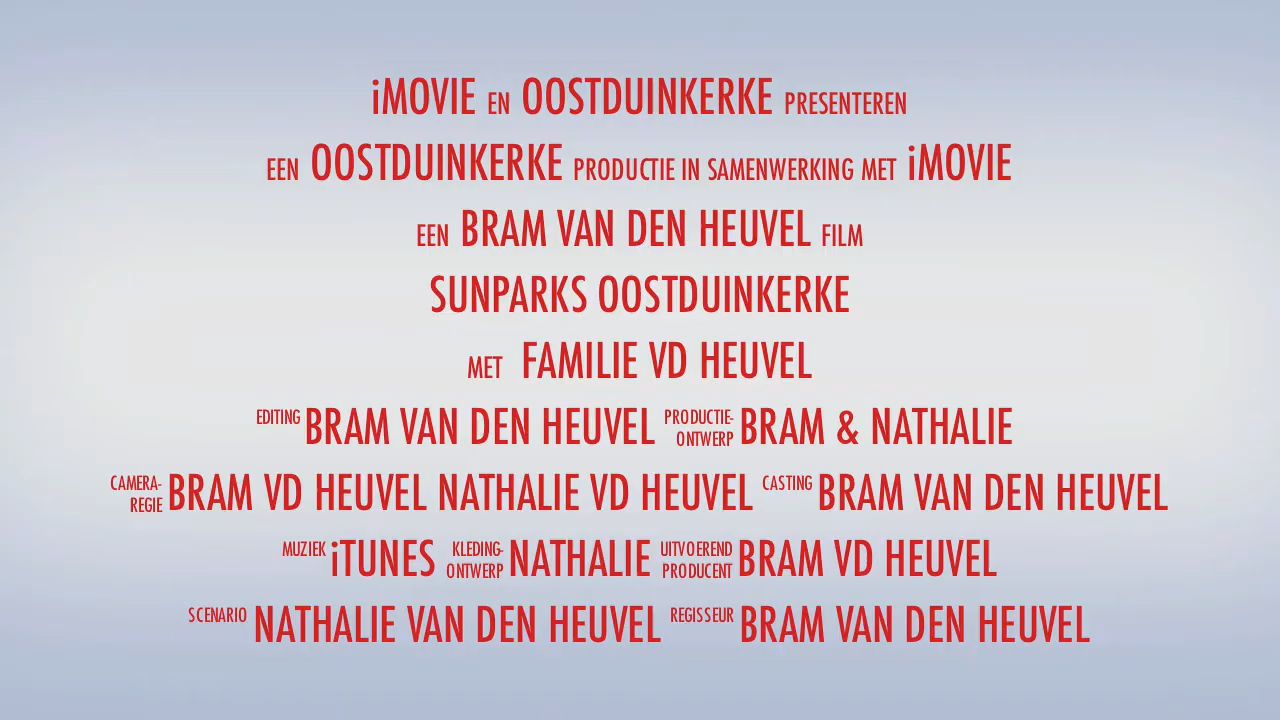 iMOVIE EN OOSTDUINKERKE PRESENTEREN
EEN OOSTDUINKERKE PRODUCTIE IN SAMENWERKING MET iMOVIE
EEN BRAM VAN DEN HEUVEL FILM
SUNPARKS OOSTDUINKERKE
MET FAMILIE VD HEUVEL
EDITING BRAM VAN DEN HEUVEL PRODUCTIE-ONTWERP BRAM & NATHALIE
CAMERA-REGIE BRAM VD HEUVEL NATHALIE VD HEUVEL CASTING BRAM VAN DEN HEUVEL
MUZIEK iTUNES KLEDING-ONTWERP NATHALIE UITVOEREND PRODUCENT BRAM VD HEUVEL
SCENARIO NATHALIE VAN DEN HEUVEL REGISSEUR BRAM VAN DEN HEUVEL